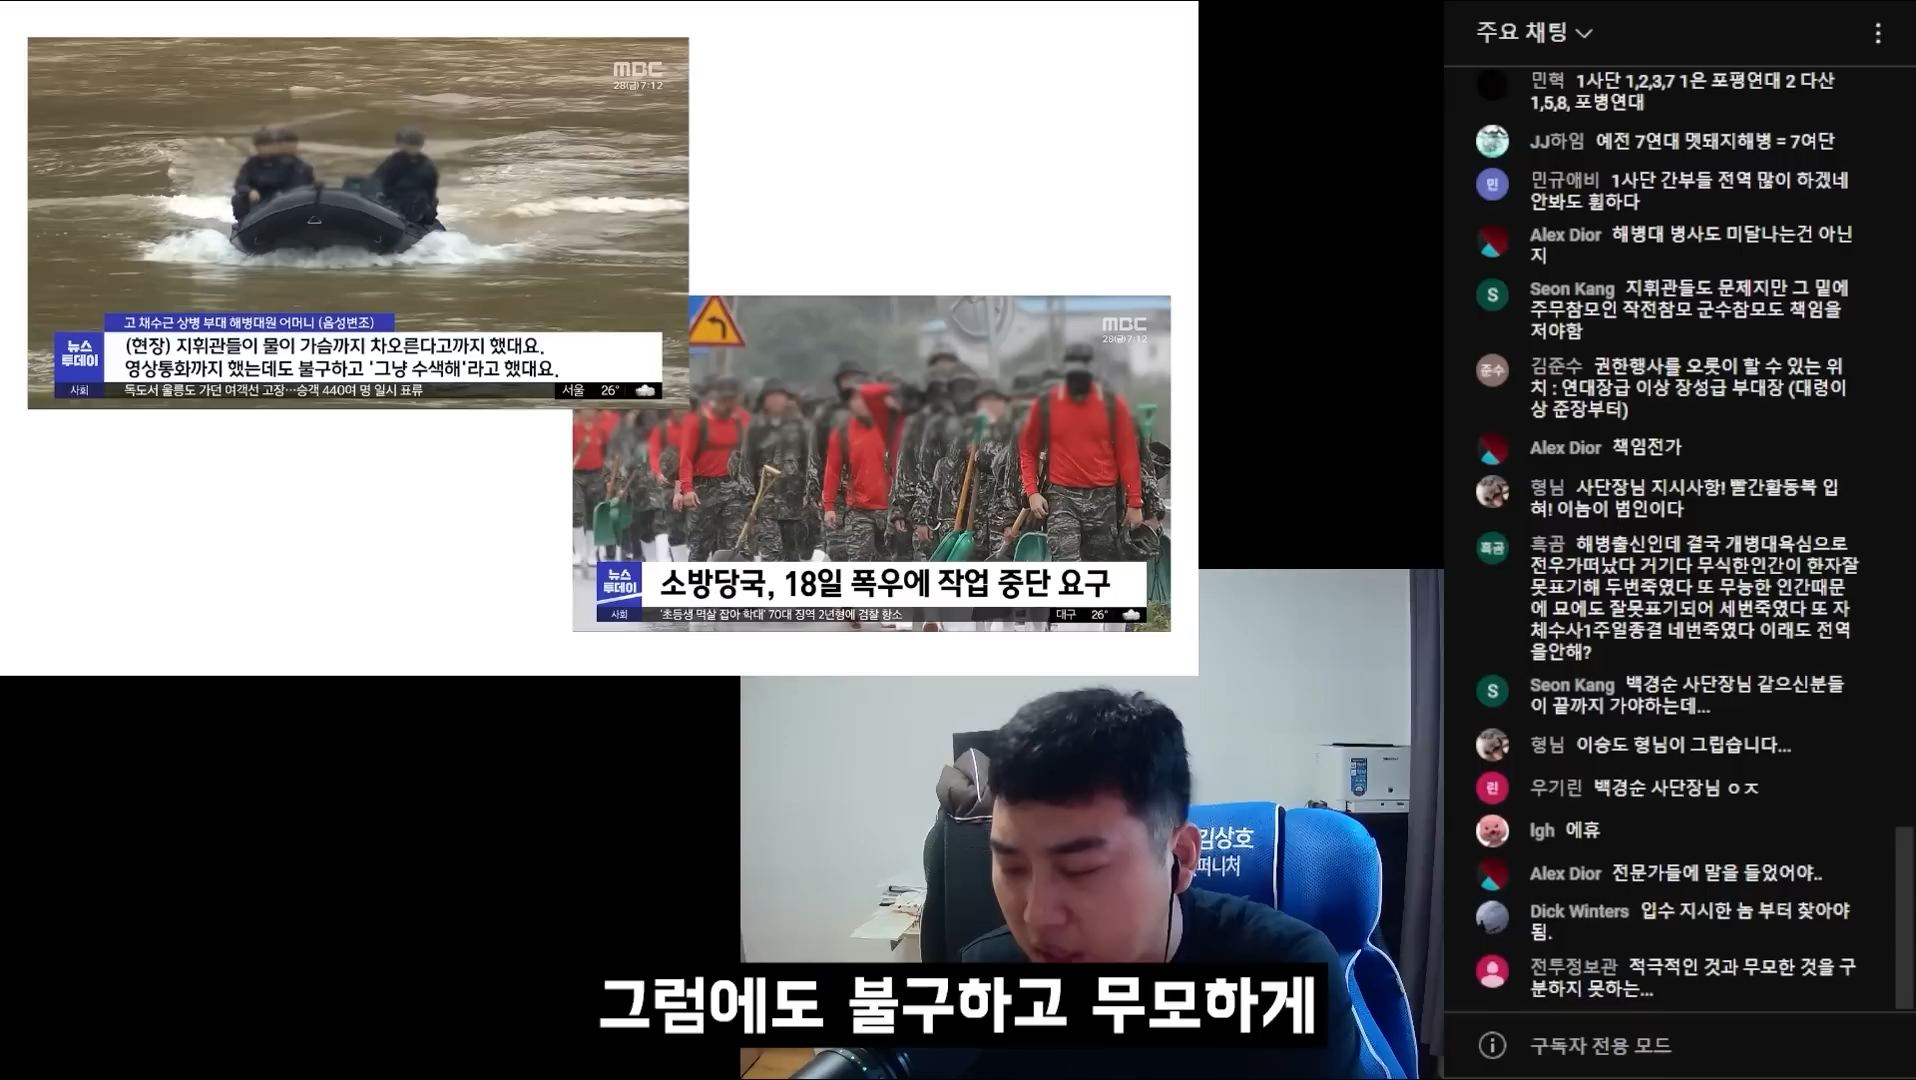 MBC
28(금)7:12
고 채수근 상병 부대 해병대원 어머니 (음성변조)
뉴스
투데이
(현장) 지휘관들이 물이 가슴까지 차오른다고까지 했대요.
영상통화까지 했는데도 불구하고 '그냥 수색해'라고 했대요.
사회
독도서 울릉도 가던 여객선 고장…승객 440여 명 일시 표류
서울 26°
MBC
28(금)7:12
뉴스
투데이
소방당국, 18일 폭우에 작업 중단 요구
사회
'초등생 멱살 잡아 학대' 70대 징역 2년형에 검찰 항소
대구 26°
김상호
퍼니처
그럼에도 불구하고 무모하게
주요 채팅
민혁 1사단 1,2,3,7 1은 포평연대 2 다산
1,5,8, 포병연대
JJ하임 예전 7연대 멧돼지해병 = 7여단
민
민규애비 1사단 간부들 전역 많이 하겠네
안봐도 훤하다
Alex Dior 해병대 병사도 미달나는건 아닌
지
S
Seon Kang 지휘관들도 문제지만 그 밑에
주무참모인 작전참모 군수참모도 책임을
져야함
준수
김준수 권한행사를 오롯이 할 수 있는 위
치 : 연대장급 이상 장성급 부대장 (대령이
상 준장부터)
Alex Dior 책임전가
형님 사단장님 지시사항! 빨간활동복 입
혀! 이놈이 범인이다
흑곰
흑곰 해병출신인데 결국 개병대욕심으로
전우가떠났다 거기다 무식한인간이 한자잘
못표기해 두번죽였다 또 무능한 인간때문
에 묘에도 잘못표기되어 세번죽였다 또 자
체수사1주일종결 네번죽였다 이래도 전역
을안해?
S
Seon Kang 백경순 사단장님 같으신분들
이 끝까지 가야하는데...
형님 이승도 형님이 그립습니다...
린
우기린 백경순 사단장님 ㅇㅈ
lgh 에휴
Alex Dior 전문가들에 말을 들었어야..
Dick Winters 입수 지시한 놈 부터 찾아야
됨.
전투정보관 적극적인 것과 무모한 것을 구
분하지 못하는...
구독자 전용 모드